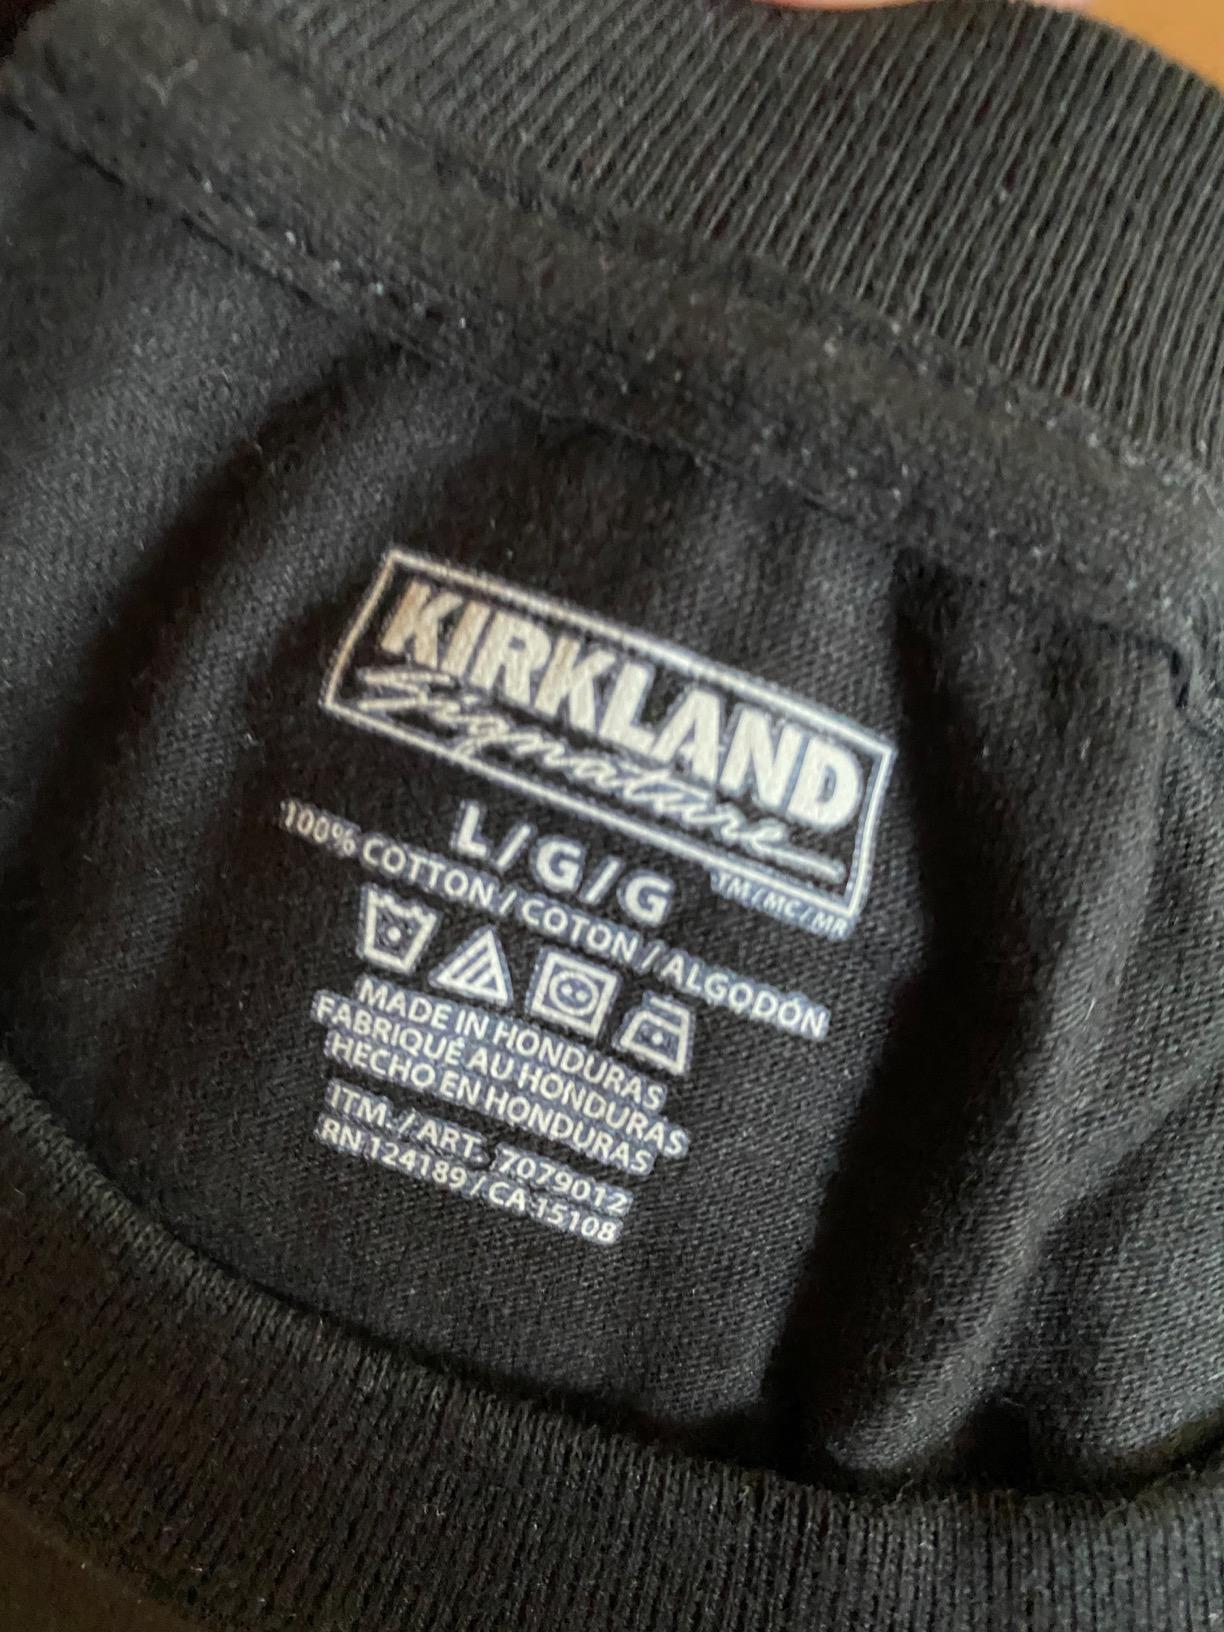 KIRKLAND
Signature
TM/MC/MR
L/G/G
100% COTTON/COTON/ALGODÓN
MADE IN HONDURAS
FABRIQUÉ AU HONDURAS
HECHO EN HONDURAS
ITM./ART. 7079012
RN 124189/CA 15108